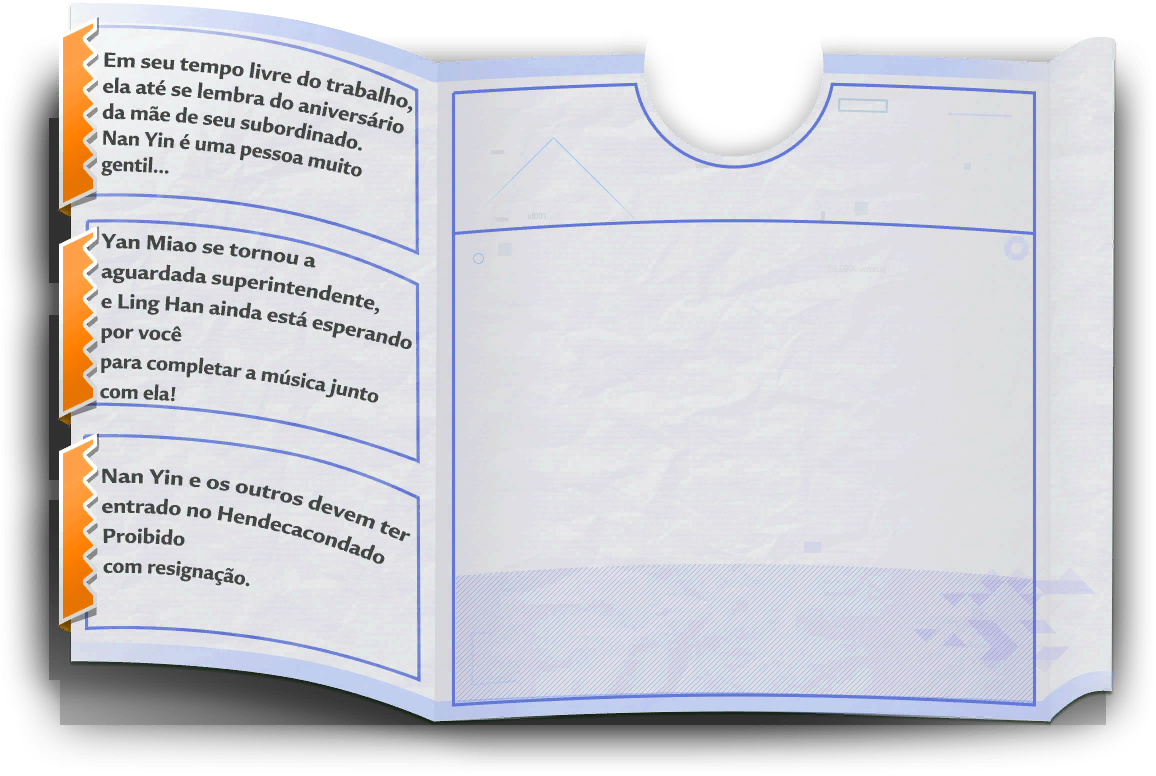 Em seu tempo livre do trabalho,
ela até se lembra do aniversário
da mãe de seu subordinado.
Nan Yin é uma pessoa muito
gentil...
Yan Miao se tornou a
aguardada superintendente,
e Ling Han ainda está esperando
por você
para completar a música junto
com ela!
Nan Yin e os outros devem ter
entrado no Hendecacondado
Proibido
com resignação.